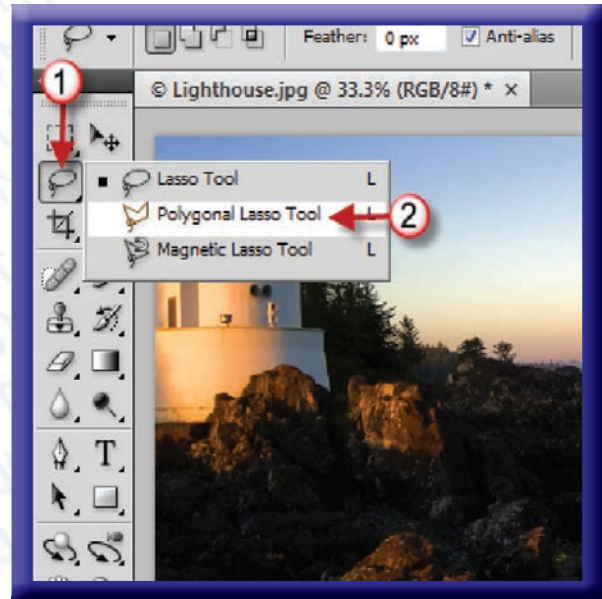 Feather: 0 px Anti-alias
© Lighthouse.jpg @ 33.3% (RGB/8#) * ×
1
Lasso Tool L
Polygonal Lasso Tool L
2
Magnetic Lasso Tool L
T